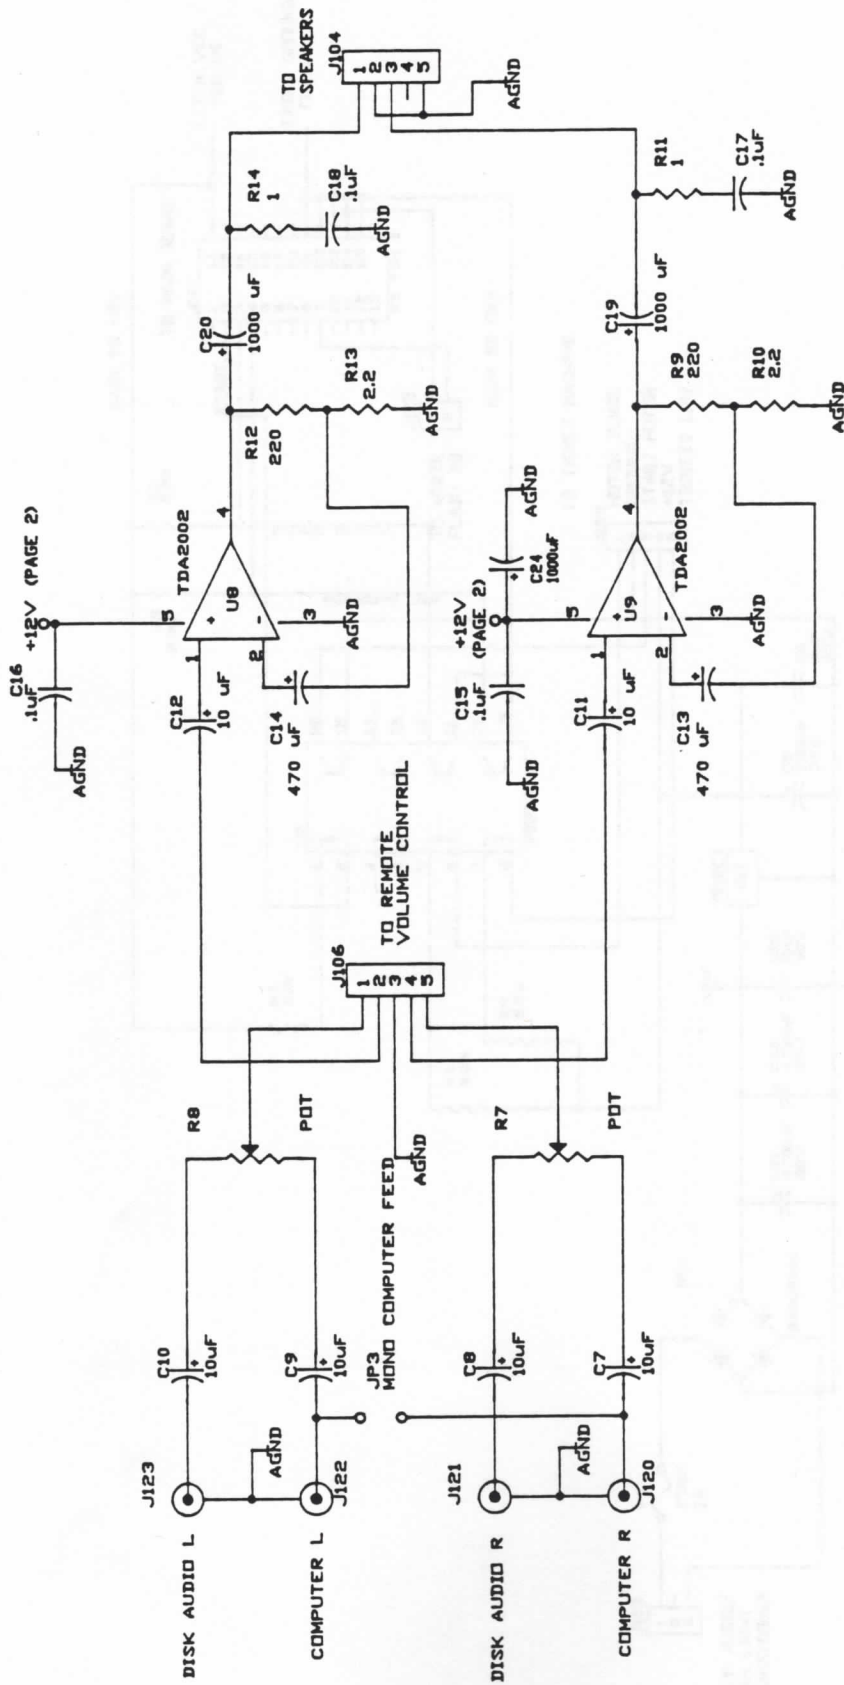 DISK AUDIO L
J123
C10
+
10uF
AGND
COMPUTER L
J122
C9
+
10uF
JP3
MONO COMPUTER FEED
R8
POT
AGND
DISK AUDIO R
J121
C8
+
10uF
AGND
COMPUTER R
J120
C7
+
10uF
R7
POT
J106
1
2
3
4
5
TO REMOTE
VOLUME CONTROL
C16
.1uF
AGND
+12V (PAGE 2)
C12
+
10 uF
1
2
5
+
-
U8
TDA2002
4
3
AGND
C14
+
470 uF
R12
220
R13
2.2
AGND
C20
+
1000 uF
R14
1
C18
.1uF
AGND
TO
SPEAKERS
J104
1
2
3
4
5
AGND
C15
.1uF
AGND
+12V
(PAGE 2)
C24
+
1000uF
AGND
C11
+
10 uF
1
2
5
+
-
U9
TDA2002
4
3
AGND
C13
+
470 uF
R9
220
R10
2.2
AGND
C19
+
1000 uF
R11
1
C17
.1uF
AGND